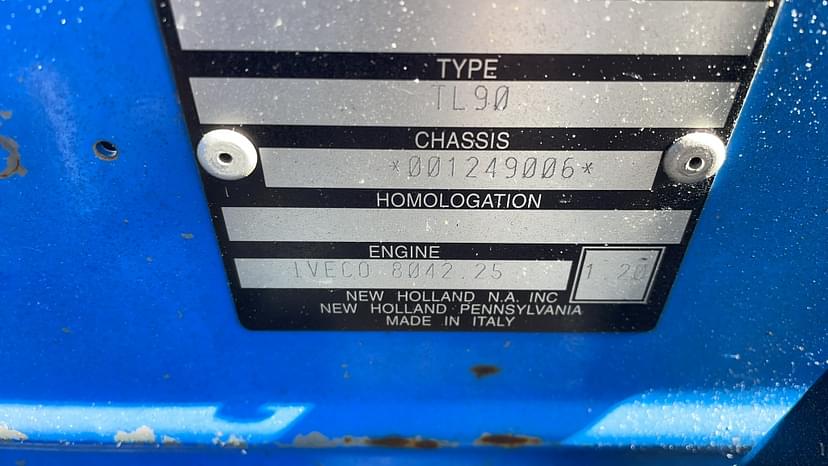 TYPE
TL90
CHASSIS
*001249006*
HOMOLOGATION
ENGINE
IVECO 8042.25 1.20
NEW HOLLAND N.A. INC
NEW HOLLAND PENNSYLVANIA
MADE IN ITALY